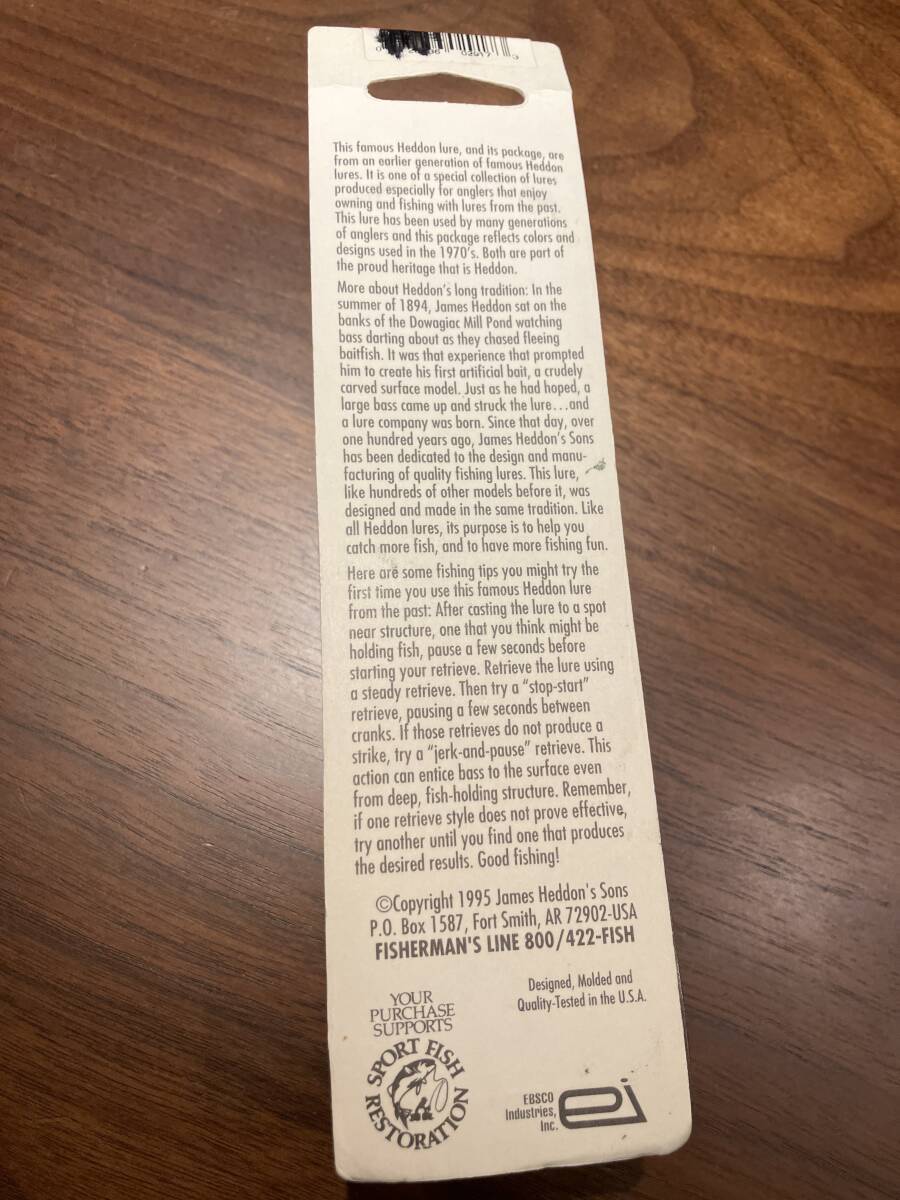 This famous Heddon lure, and its package, are
from an earlier generation of famous Heddon
lures. It is one of a special collection of lures
produced especially for anglers that enjoy
owning and fishing with lures from the past.
This lure has been used by many generations
of anglers and this package reflects colors and
designs used in the 1970's. Both are part of
the proud heritage that is Heddon.
More about Heddon's long tradition: In the
summer of 1894, James Heddon sat on the
banks of the Dowagiac Mill Pond watching
bass darting about as they chased fleeing
baitfish. It was that experience that prompted
him to create his first artificial bait, a crudely
carved surface model. Just as he had hoped, a
large bass came up and struck the lure...and
a lure company was born. Since that day, over
one hundred years ago, James Heddon's Sons
has been dedicated to the design and manu-
facturing of quality fishing lures. This lure,
like hundreds of other models before it, was
designed and made in the same tradition. Like
all Heddon lures, its purpose is to help you
catch more fish, and to have more fishing fun.
Here are some fishing tips you might try the
first time you use this famous Heddon lure
from the past: After casting the lure to a spot
near structure, one that you think might be
holding fish, pause a few seconds before
starting your retrieve. Retrieve the lure using
a steady retrieve. Then try a "stop-start"
retrieve, pausing a few seconds between
cranks. If those retrieves do not produce a
strike, try a "jerk-and-pause" retrieve. This
action can entice bass to the surface even
from deep, fish-holding structure. Remember,
if one retrieve style does not prove effective,
try another until you find one that produces
the desired results. Good fishing!
©Copyright 1995 James Heddon's Sons
P.O. Box 1587, Fort Smith, AR 72902-USA
FISHERMAN'S LINE 800/422-FISH
Designed, Molded and
Quality-Tested in the U.S.A.
YOUR
PURCHASE
SUPPORTS
SPORT FISH
RESTORATION
EBSCO
Industries,
Inc.
ei